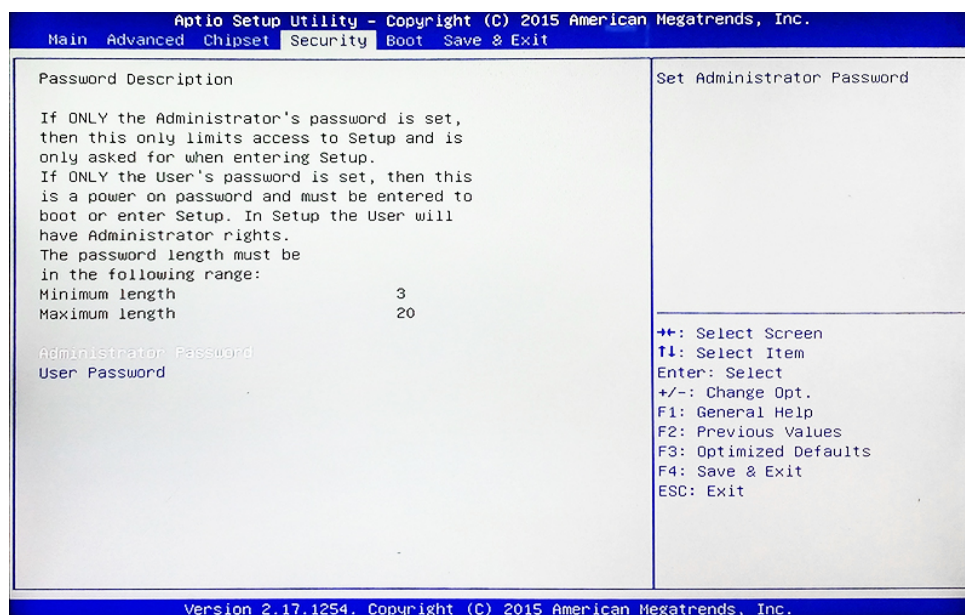 Aptio Setup Utility – Copyright (C) 2015 American Megatrends, Inc.
Main Advanced Chipset Security Boot Save & Exit
Password Description
If ONLY the Administrator's password is set,
then this only limits access to Setup and is
only asked for when entering Setup.
If ONLY the User's password is set, then this
is a power on password and must be entered to
boot or enter Setup. In Setup the User will
have Administrator rights.
The password length must be
in the following range:
Minimum length 3
Maximum length 20
Administrator Password
User Password
Set Administrator Password
→←: Select Screen
↑↓: Select Item
Enter: Select
+/-: Change Opt.
F1: General Help
F2: Previous Values
F3: Optimized Defaults
F4: Save & Exit
ESC: Exit
Version 2.17.1254. Copyright (C) 2015 American Megatrends, Inc.